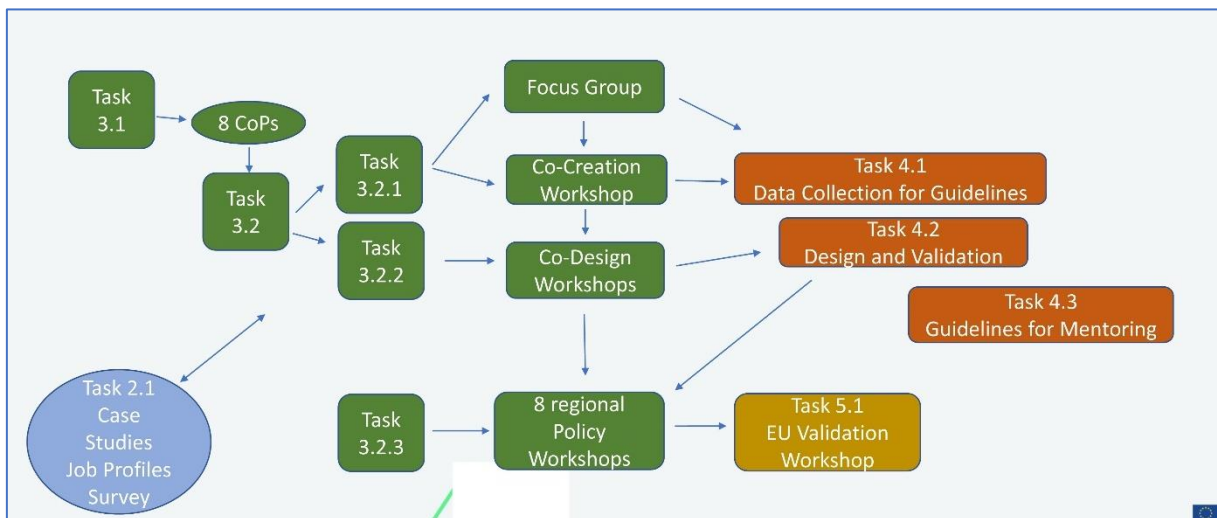 Task
3.1
8 CoPs
Task
3.2
Task
3.2.1
Task
3.2.2
Focus Group
Co-Creation
Workshop
Co-Design
Workshops
Task 4.1
Data Collection for Guidelines
Task 4.2
Design and Validation
Task 4.3
Guidelines for Mentoring
Task 2.1
Case
Studies
Job Profiles
Survey
Task
3.2.3
8 regional
Policy
Workshops
Task 5.1
EU Validation
Workshop